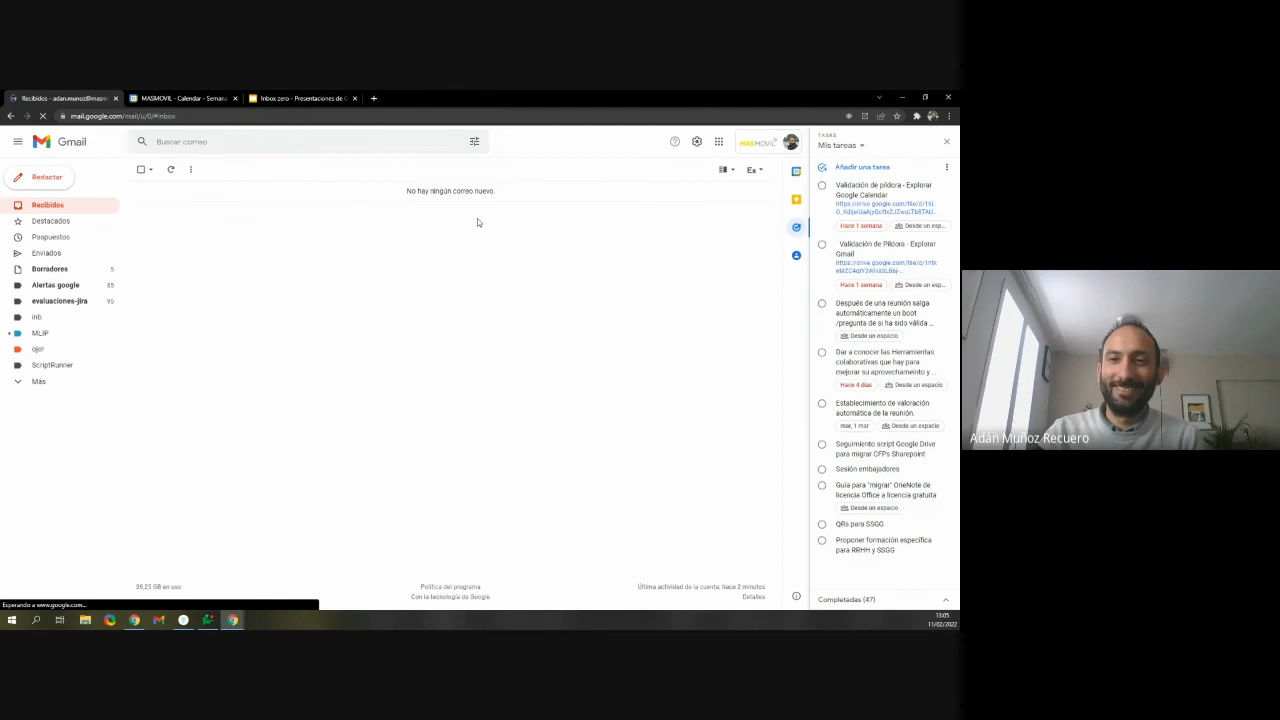 Recibidos - adan.munoz@masm
MASMOVIL - Calendar - Semana
Inbox zero - Presentaciones de G
mail.google.com/mail/u/0/#inbox
Gmail
Buscar correo
MASMOVIL
TASKS
Mis tareas
Redactar
Es
Añadir una tarea
No hay ningún correo nuevo.
Recibidos
Destacados
Pospuestos
Enviados
Borradores 5
Alertas google 85
evaluaciones-jira 95
inb
MLIP
ojo!
ScriptRunner
Más
Validación de píldora - Explorar
Google Calendar
Hace 1 semana
Desde un esp...
Validación de Píldora - Explorar
Gmail
Hace 1 semana
Desde un esp...
Después de una reunión salga
automáticamente un boot
/pregunta de si ha sido válida ...
Desde un espacio
Dar a conocer las Herramientas
colaborativas que hay para
mejorar su aprovechameinto y ...
Hace 4 días
Desde un espacio
Establecimiento de valoración
automática de la reunión.
mar, 1 mar
Desde un espacio
Seguimiento script Google Drive
para migrar CFPs Sharepoint
Sesión embajadores
Guía para "migrar" OneNote de
licencia Office a licencia gratuita
Desde un espacio
QRs para SSGG
Proponer formación específica
para RRHH y SSGG
Completadas (47)
39,25 GB en uso
Política del programa
Con la tecnología de Google
Última actividad de la cuenta: hace 2 minutos
Detalles
Esperando a www.google.com...
13:05
11/02/2022
Adán Muñoz Recuero